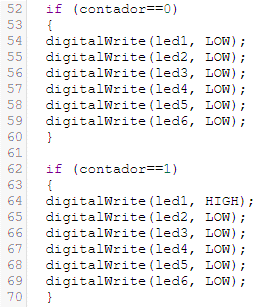 52 if (contador==0)
53 {
54 digitalWrite(led1, LOW);
55 digitalWrite(led2, LOW);
56 digitalWrite(led3, LOW);
57 digitalWrite(led4, LOW);
58 digitalWrite(led5, LOW);
59 digitalWrite(led6, LOW);
60 }
61
62 if (contador==1)
63 {
64 digitalWrite(led1, HIGH);
65 digitalWrite(led2, LOW);
66 digitalWrite(led3, LOW);
67 digitalWrite(led4, LOW);
68 digitalWrite(led5, LOW);
69 digitalWrite(led6, LOW);
70 }